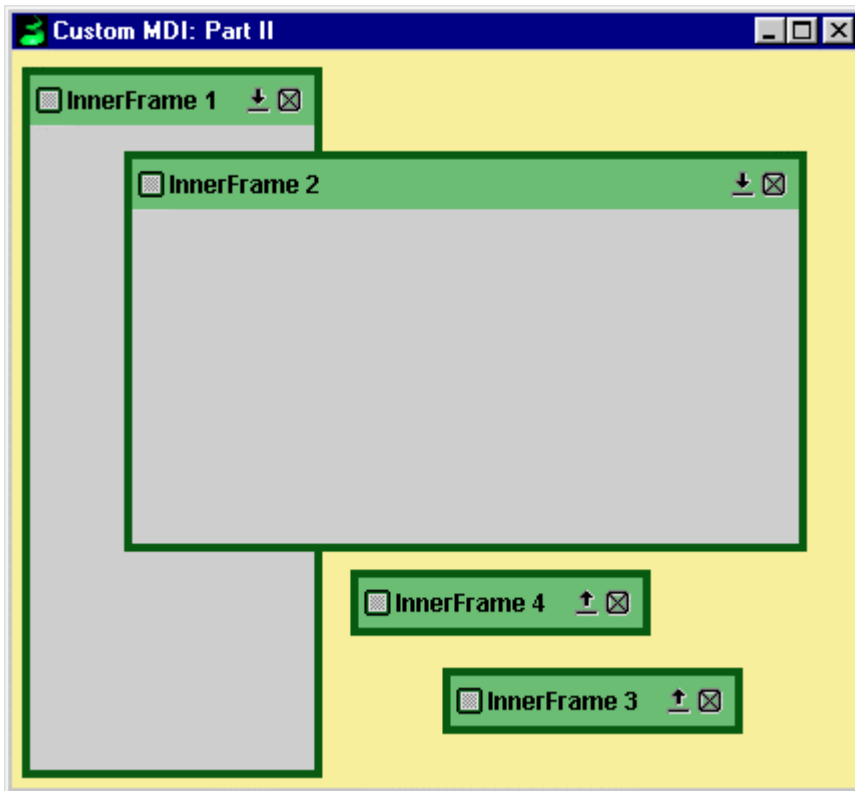 Custom MDI: Part II
InnerFrame 1
InnerFrame 2
InnerFrame 4
InnerFrame 3